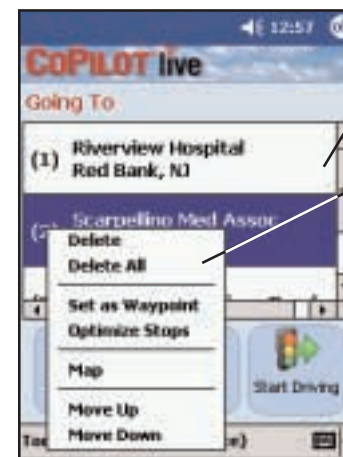 12:57
CoPILOT live
Going To
(1) Riverview Hospital
Red Bank, NJ
Scarpellino Med Assoc
Delete
Delete All
Set as Waypoint
Optimize Stops
Map
Move Up
Move Down
Start Driving